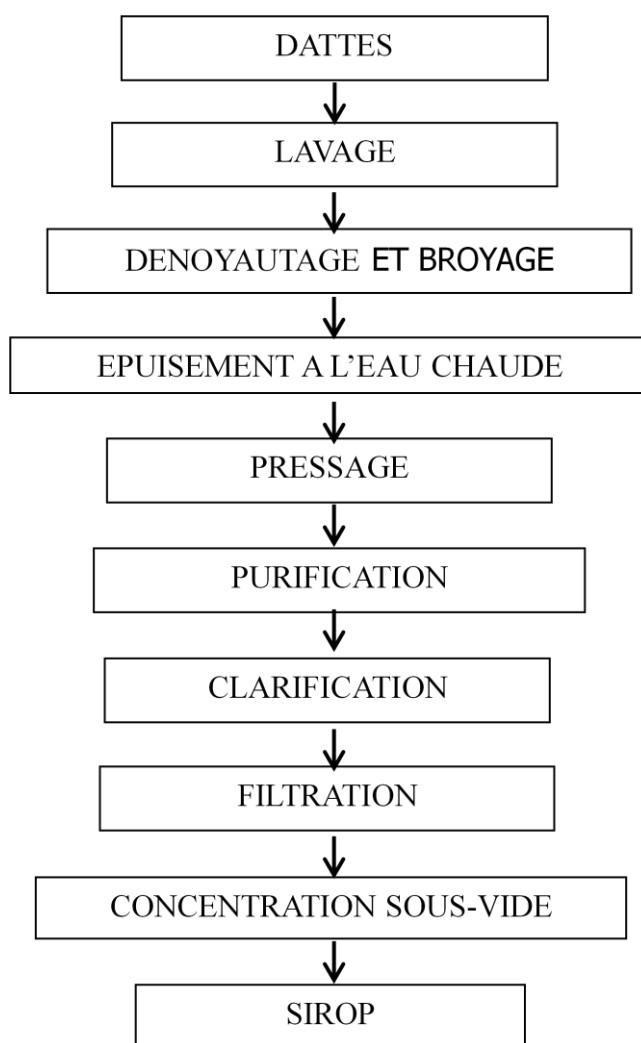 DATTES
LAVAGE
DENOYAUTAGE ET BROYAGE
EPUISEMENT A L’EAU CHAUDE
PRESSAGE
PURIFICATION
CLARIFICATION
FILTRATION
CONCENTRATION SOUS-VIDE
SIROP